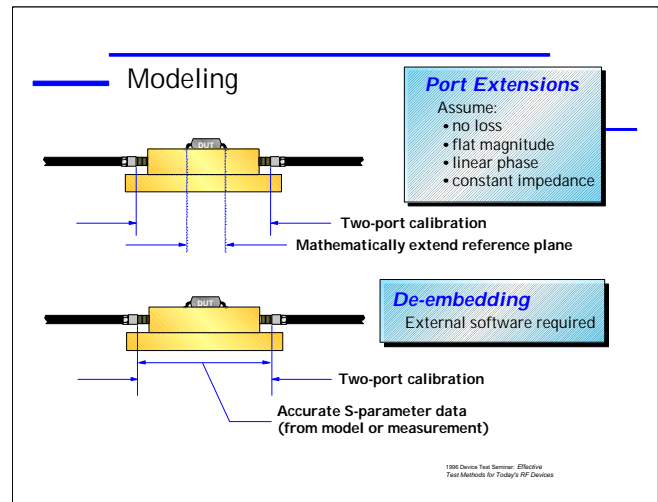 Modeling
Port Extensions
Assume:
• no loss
• flat magnitude
• linear phase
• constant impedance
DUT
Two-port calibration
Mathematically extend reference plane
De-embedding
External software required
DUT
Two-port calibration
Accurate S-parameter data
(from model or measurement)
1996 Device Test Seminar: Effective
Test Methods for Today's RF Devices